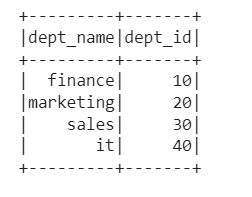 +---------+-------+
|dept_name|dept_id|
+---------+-------+
|  finance|     10|
|marketing|     20|
|    sales|     30|
|       it|     40|
+---------+-------+